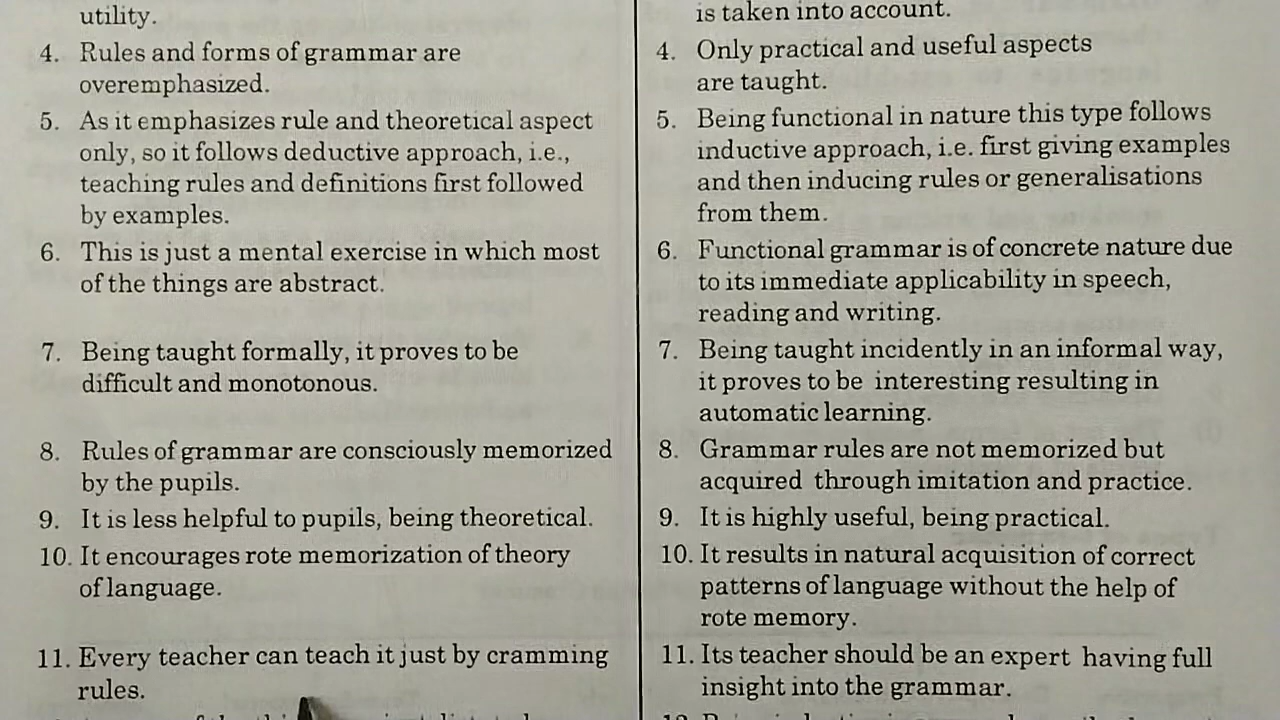 utility.
4. Rules and forms of grammar are
overemphasized.
5. As it emphasizes rule and theoretical aspect
only, so it follows deductive approach, i.e.,
teaching rules and definitions first followed
by examples.
6. This is just a mental exercise in which most
of the things are abstract.
7. Being taught formally, it proves to be
difficult and monotonous.
8. Rules of grammar are consciously memorized
by the pupils.
9. It is less helpful to pupils, being theoretical.
10. It encourages rote memorization of theory
of language.
11. Every teacher can teach it just by cramming
rules.
is taken into account.
4. Only practical and useful aspects
are taught.
5. Being functional in nature this type follows
inductive approach, i.e. first giving examples
and then inducing rules or generalisations
from them.
6. Functional grammar is of concrete nature due
to its immediate applicability in speech,
reading and writing.
7. Being taught incidently in an informal way,
it proves to be interesting resulting in
automatic learning.
8. Grammar rules are not memorized but
acquired through imitation and practice.
9. It is highly useful, being practical.
10. It results in natural acquisition of correct
patterns of language without the help of
rote memory.
11. Its teacher should be an expert having full
insight into the grammar.